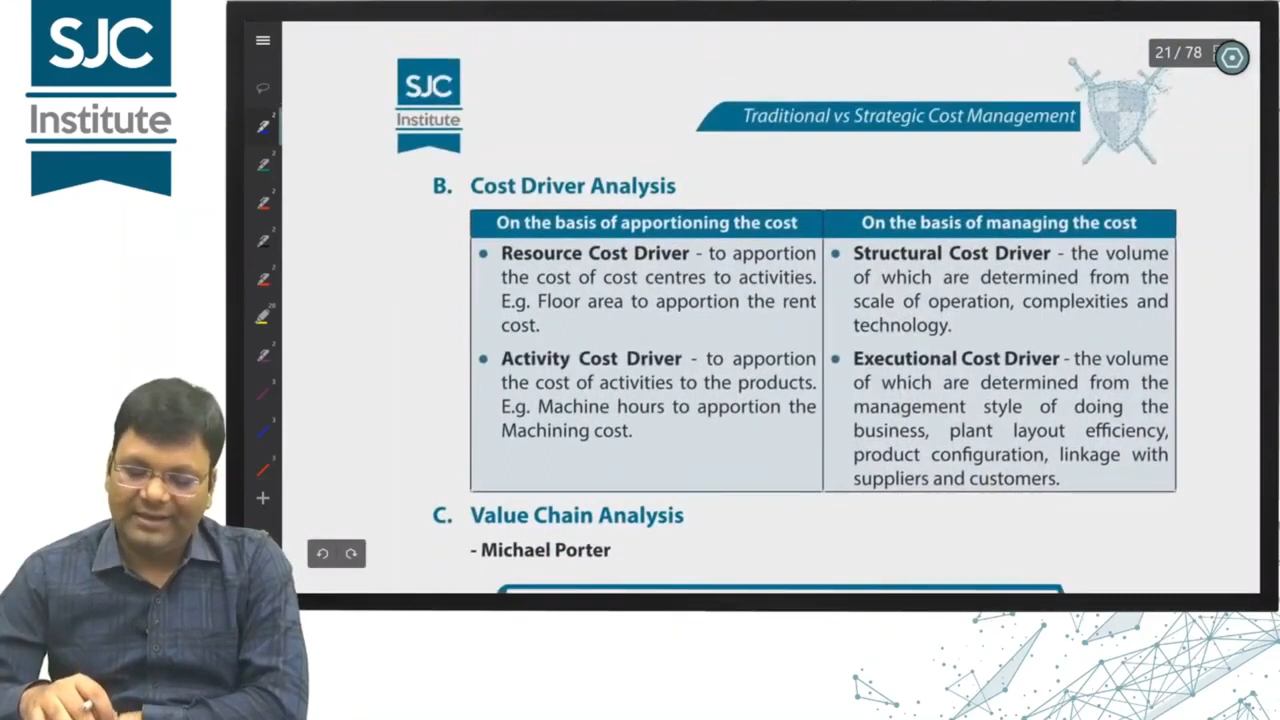 SJC
Institute
21 / 78
SJC
Institute
Traditional vs Strategic Cost Management
B. Cost Driver Analysis
On the basis of apportioning the cost
On the basis of managing the cost
• Resource Cost Driver - to apportion
the cost of cost centres to activities.
E.g. Floor area to apportion the rent
cost.
• Activity Cost Driver - to apportion
the cost of activities to the products.
E.g. Machine hours to apportion the
Machining cost.
• Structural Cost Driver - the volume
of which are determined from the
scale of operation, complexities and
technology.
• Executional Cost Driver - the volume
of which are determined from the
management style of doing the
business, plant layout efficiency,
product configuration, linkage with
suppliers and customers.
C. Value Chain Analysis
- Michael Porter